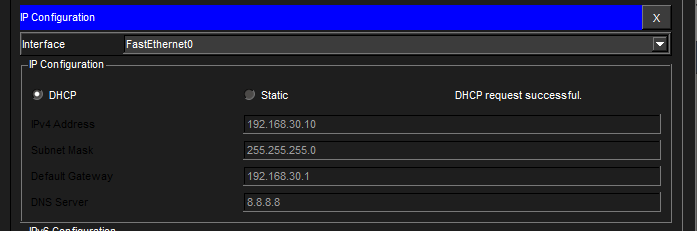 IP Configuration X
Interface FastEthernet0
IP Configuration
DHCP Static DHCP request successful.
IPv4 Address 192.168.30.10
Subnet Mask 255.255.255.0
Default Gateway 192.168.30.1
DNS Server 8.8.8.8
IPv6 Configuration